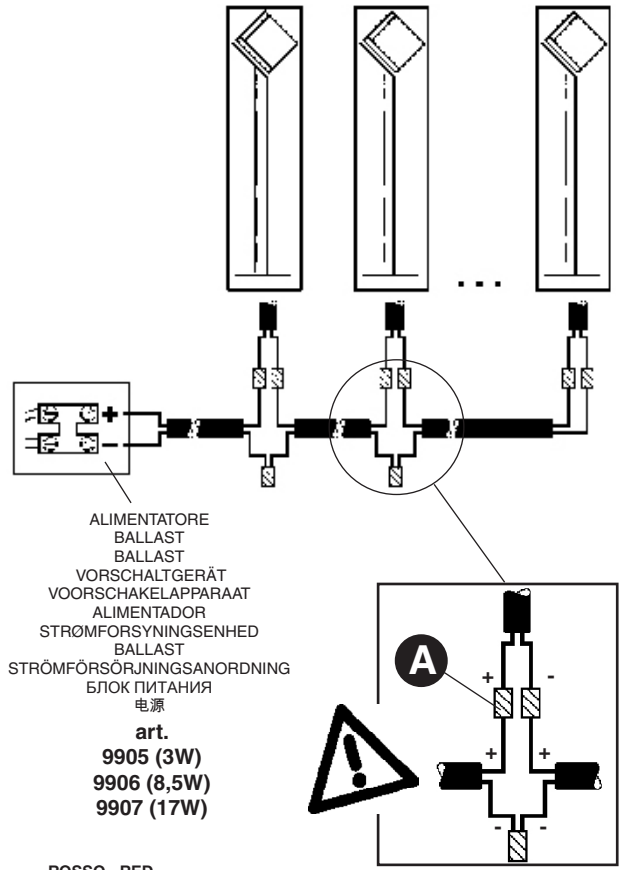 ...
+
-
ALIMENTATORE
BALLAST
BALLAST
VORSCHALTGERÄT
VOORSCHAKELAPPARAAT
ALIMENTADOR
STRØMFORSYNINGSENHED
BALLAST
STRÖMFÖRSÖRJNINGSANORDNING
БЛОК ПИТАНИЯ
电源
art.
9905 (3W)
9906 (8,5W)
9907 (17W)
A
+ -
+ +
- -